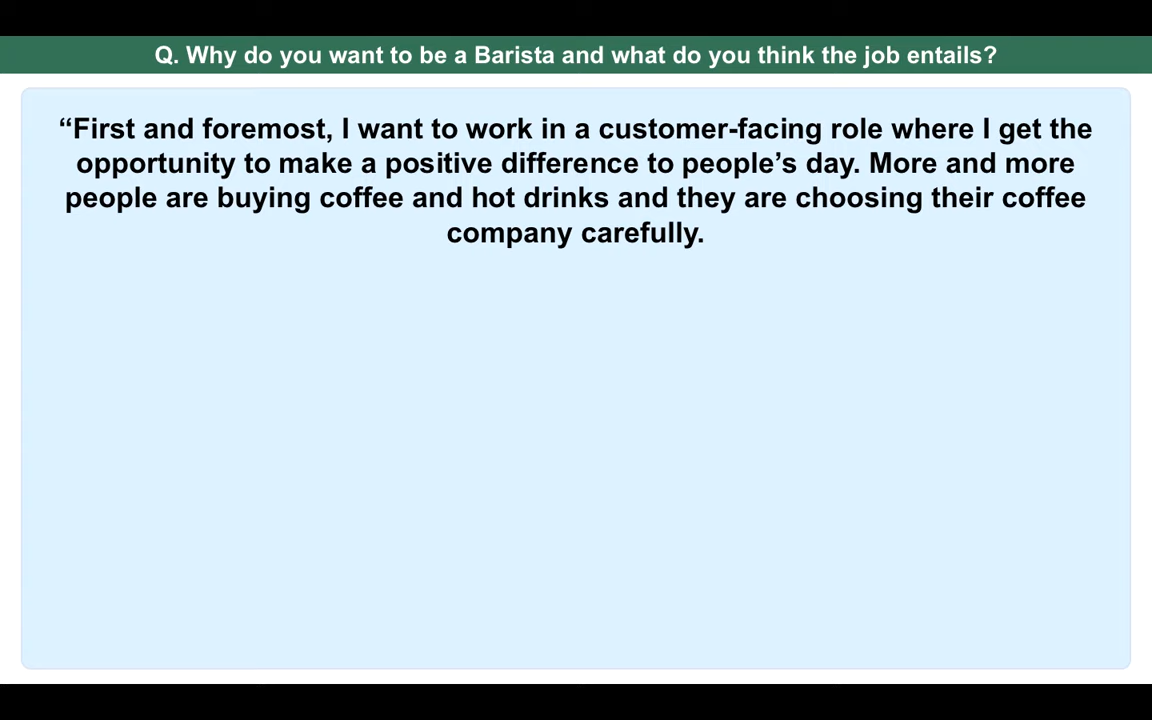 Q. Why do you want to be a Barista and what do you think the job entails?
“First and foremost, I want to work in a customer-facing role where I get the
opportunity to make a positive difference to people’s day. More and more
people are buying coffee and hot drinks and they are choosing their coffee
company carefully.